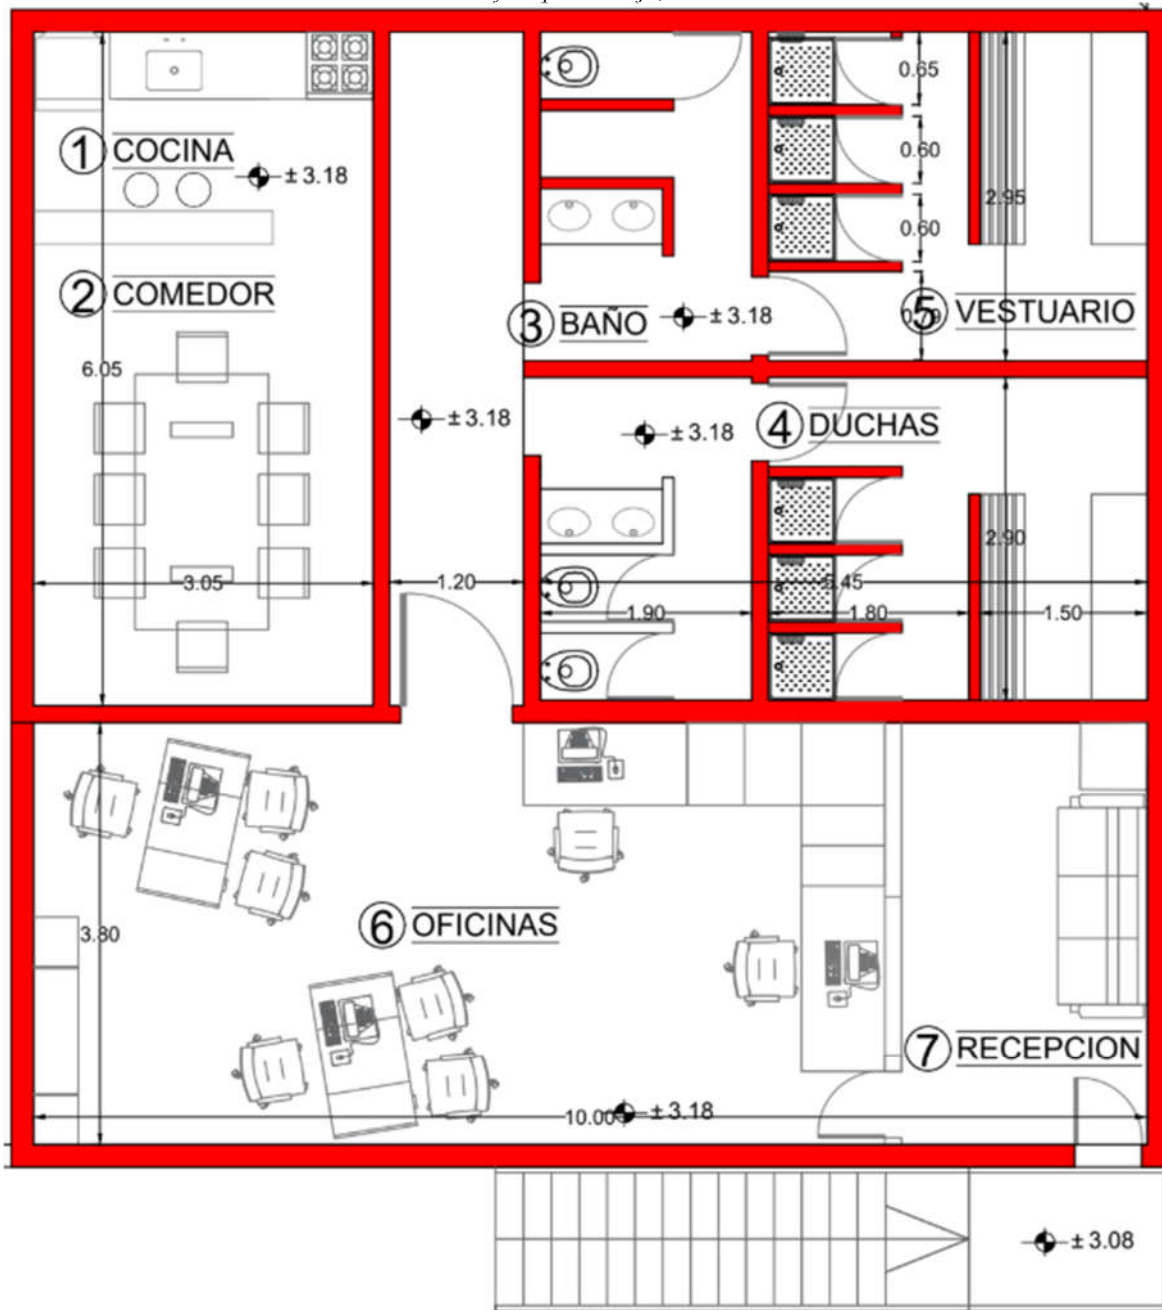 0.65
1 COCINA
± 3.18
0.60
2.95
0.60
2 COMEDOR
3 BAÑO
± 3.18
5 VESTUARIO
6.05
± 3.18
± 3.18
4 DUCHAS
2.90
3.05
1.20
5.45
1.90
1.80
1.50
3.80
6 OFICINAS
7 RECEPCION
10.00
± 3.18
± 3.08